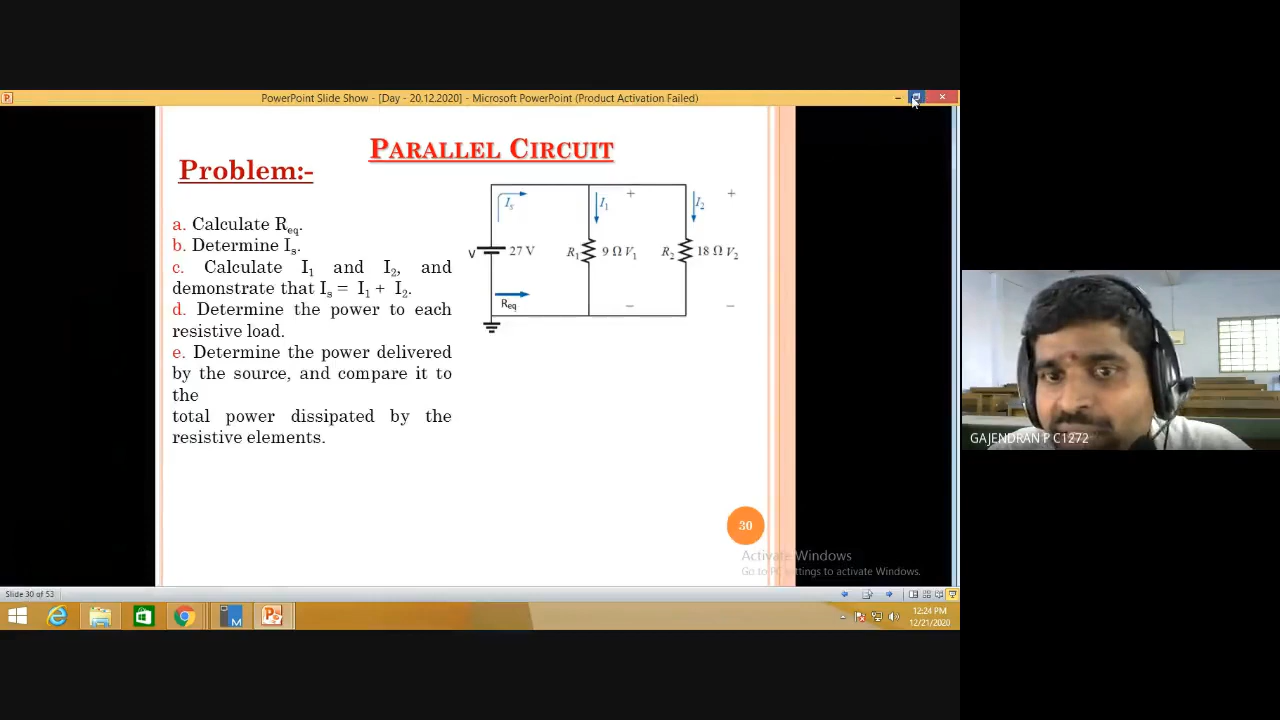 PowerPoint Slide Show - [Day - 20.12.2020] - Microsoft PowerPoint (Product Activation Failed)
PARALLEL CIRCUIT
Problem:-
a. Calculate Req.
b. Determine Is.
c. Calculate I1 and I2, and
demonstrate that Is = I1 + I2.
d. Determine the power to each
resistive load.
e. Determine the power delivered
by the source, and compare it to
the
total power dissipated by the
resistive elements.
Is I1 + I2 +
V 27 V R1 9 Ω V1 R2 18 Ω V2
Req − −
GAJENDRAN P C1272
30
Activate Windows
Go to PC settings to activate Windows.
Slide 30 of 53
12:24 PM
12/21/2020